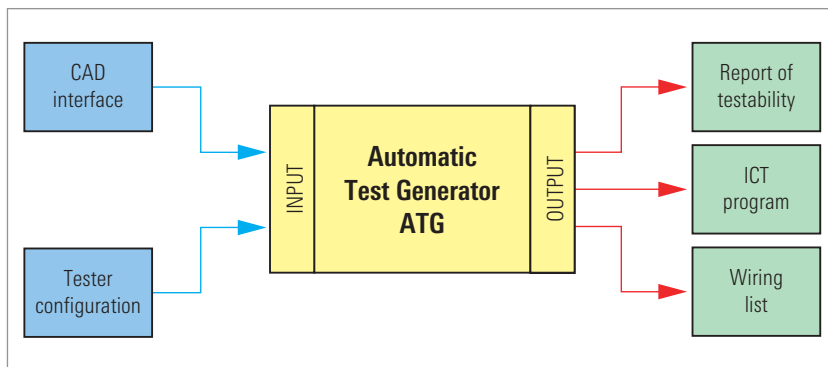 CAD
interface
Tester
configuration
INPUT
Automatic
Test Generator
ATG
OUTPUT
Report of
testability
ICT
program
Wiring
list